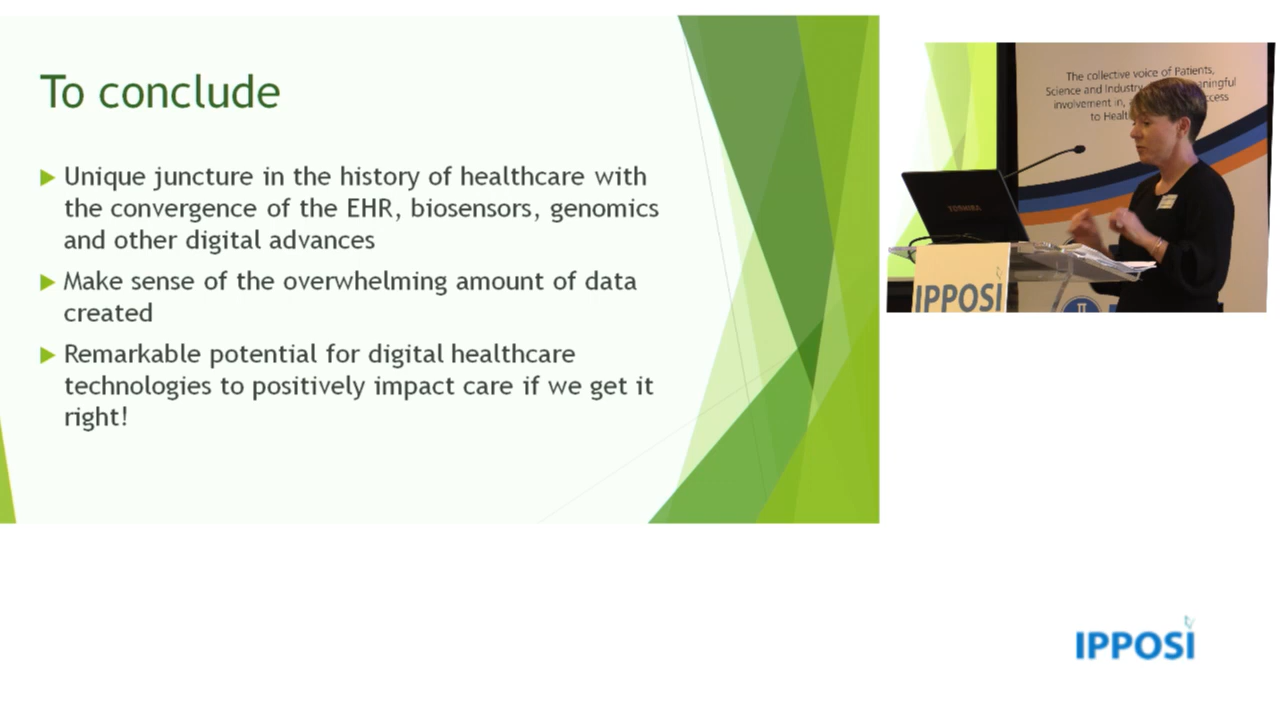 To conclude
Unique juncture in the history of healthcare with
the convergence of the EHR, biosensors, genomics
and other digital advances
Make sense of the overwhelming amount of data
created
Remarkable potential for digital healthcare
technologies to positively impact care if we get it
right!
The collective voice of Patients,
Science and Industry
involvement in,
to
TOSHIBA
IPPOSI
IPPOSI